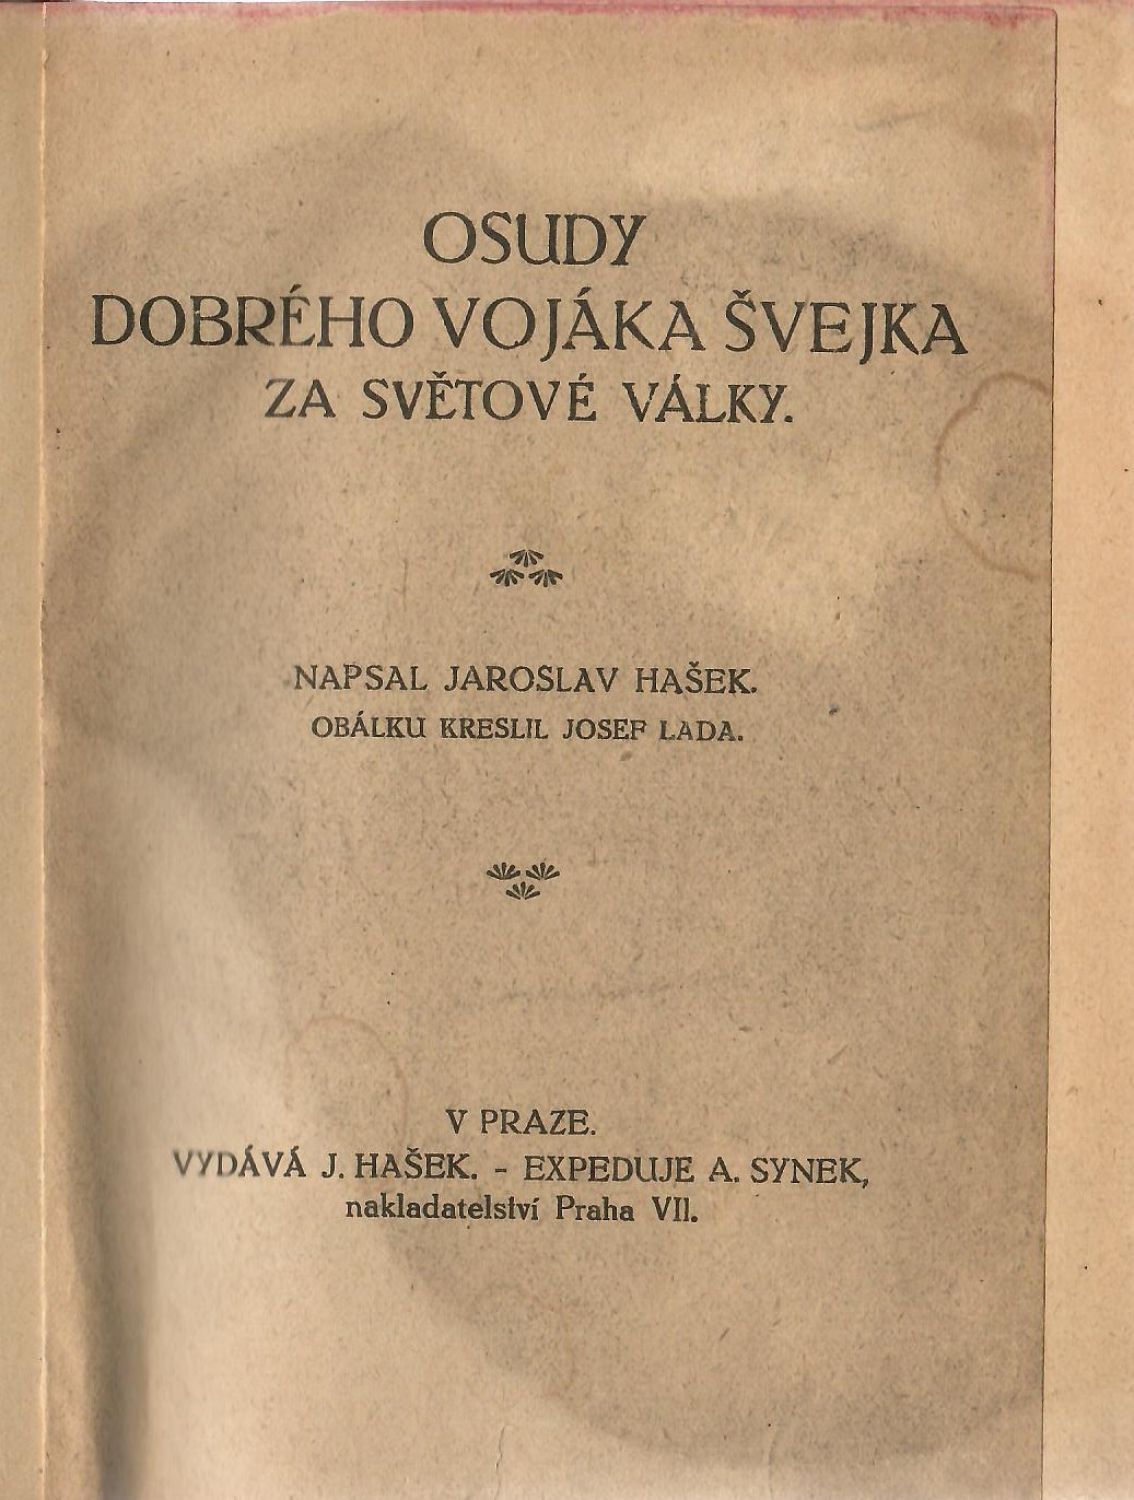 OSUDY
DOBRÉHO VOJÁKA ŠVEJKA
ZA SVĚTOVÉ VÁLKY.
NAPSAL JAROSLAV HAŠEK.
OBÁLKU KRESLIL JOSEF LADA.
V PRAZE.
VYDÁVÁ J. HAŠEK. - EXPEDUJE A. SYNEK,
nakladatelství Praha VII.